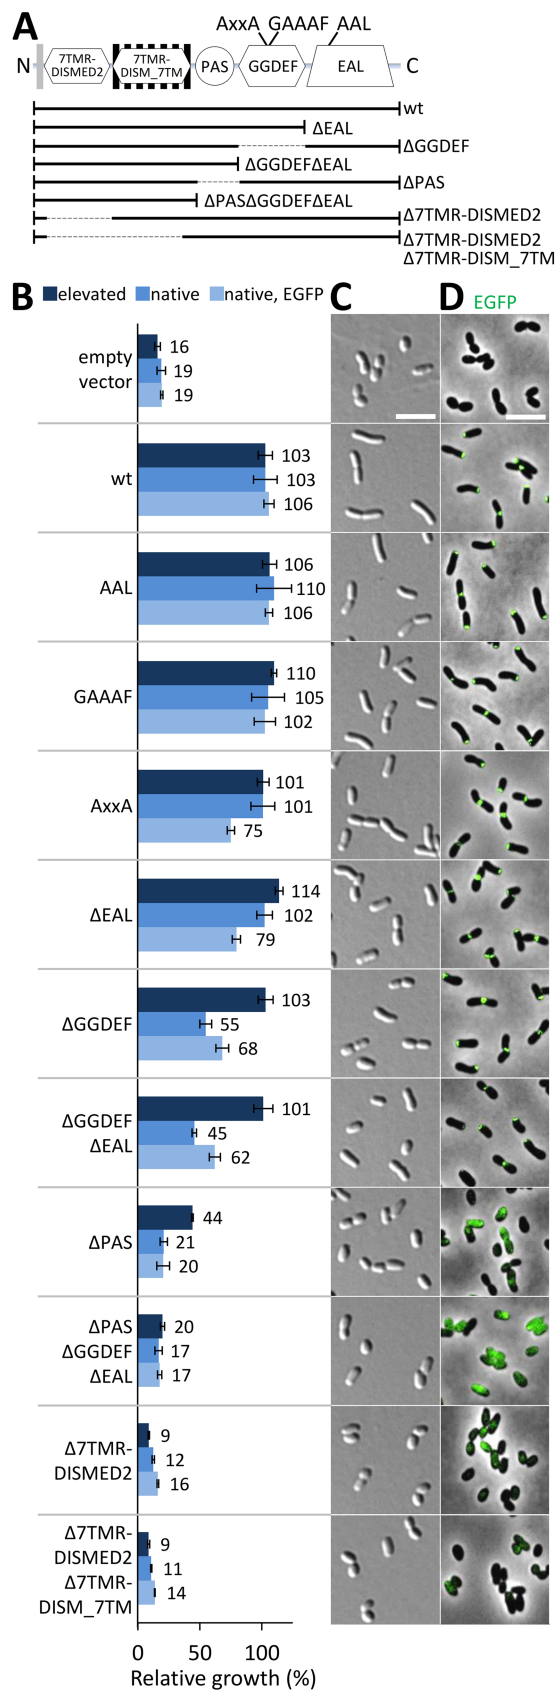 A
AxxA GAAAF AAL
N
7TMR-
DISMED2
7TMR-
DISM_7TM
PAS
GGDEF
EAL
C
wt
ΔEAL
ΔGGDEF
ΔGGDEFΔEAL
ΔPAS
ΔPASΔGGDEFΔEAL
Δ7TMR-DISMED2
Δ7TMR-DISMED2
Δ7TMR-DISM_7TM
B
elevated native native, EGFP
C
D
EGFP
empty
vector
16
19
19
wt
103
103
106
AAL
106
110
106
GAAAF
110
105
102
AxxA
101
101
75
ΔEAL
114
102
79
ΔGGDEF
103
55
68
ΔGGDEF
ΔEAL
101
45
62
ΔPAS
44
21
20
ΔPAS
ΔGGDEF
ΔEAL
20
17
17
Δ7TMR-
DISMED2
9
12
16
Δ7TMR-
DISMED2
Δ7TMR-
DISM_7TM
9
11
14
0 50 100
Relative growth (%)